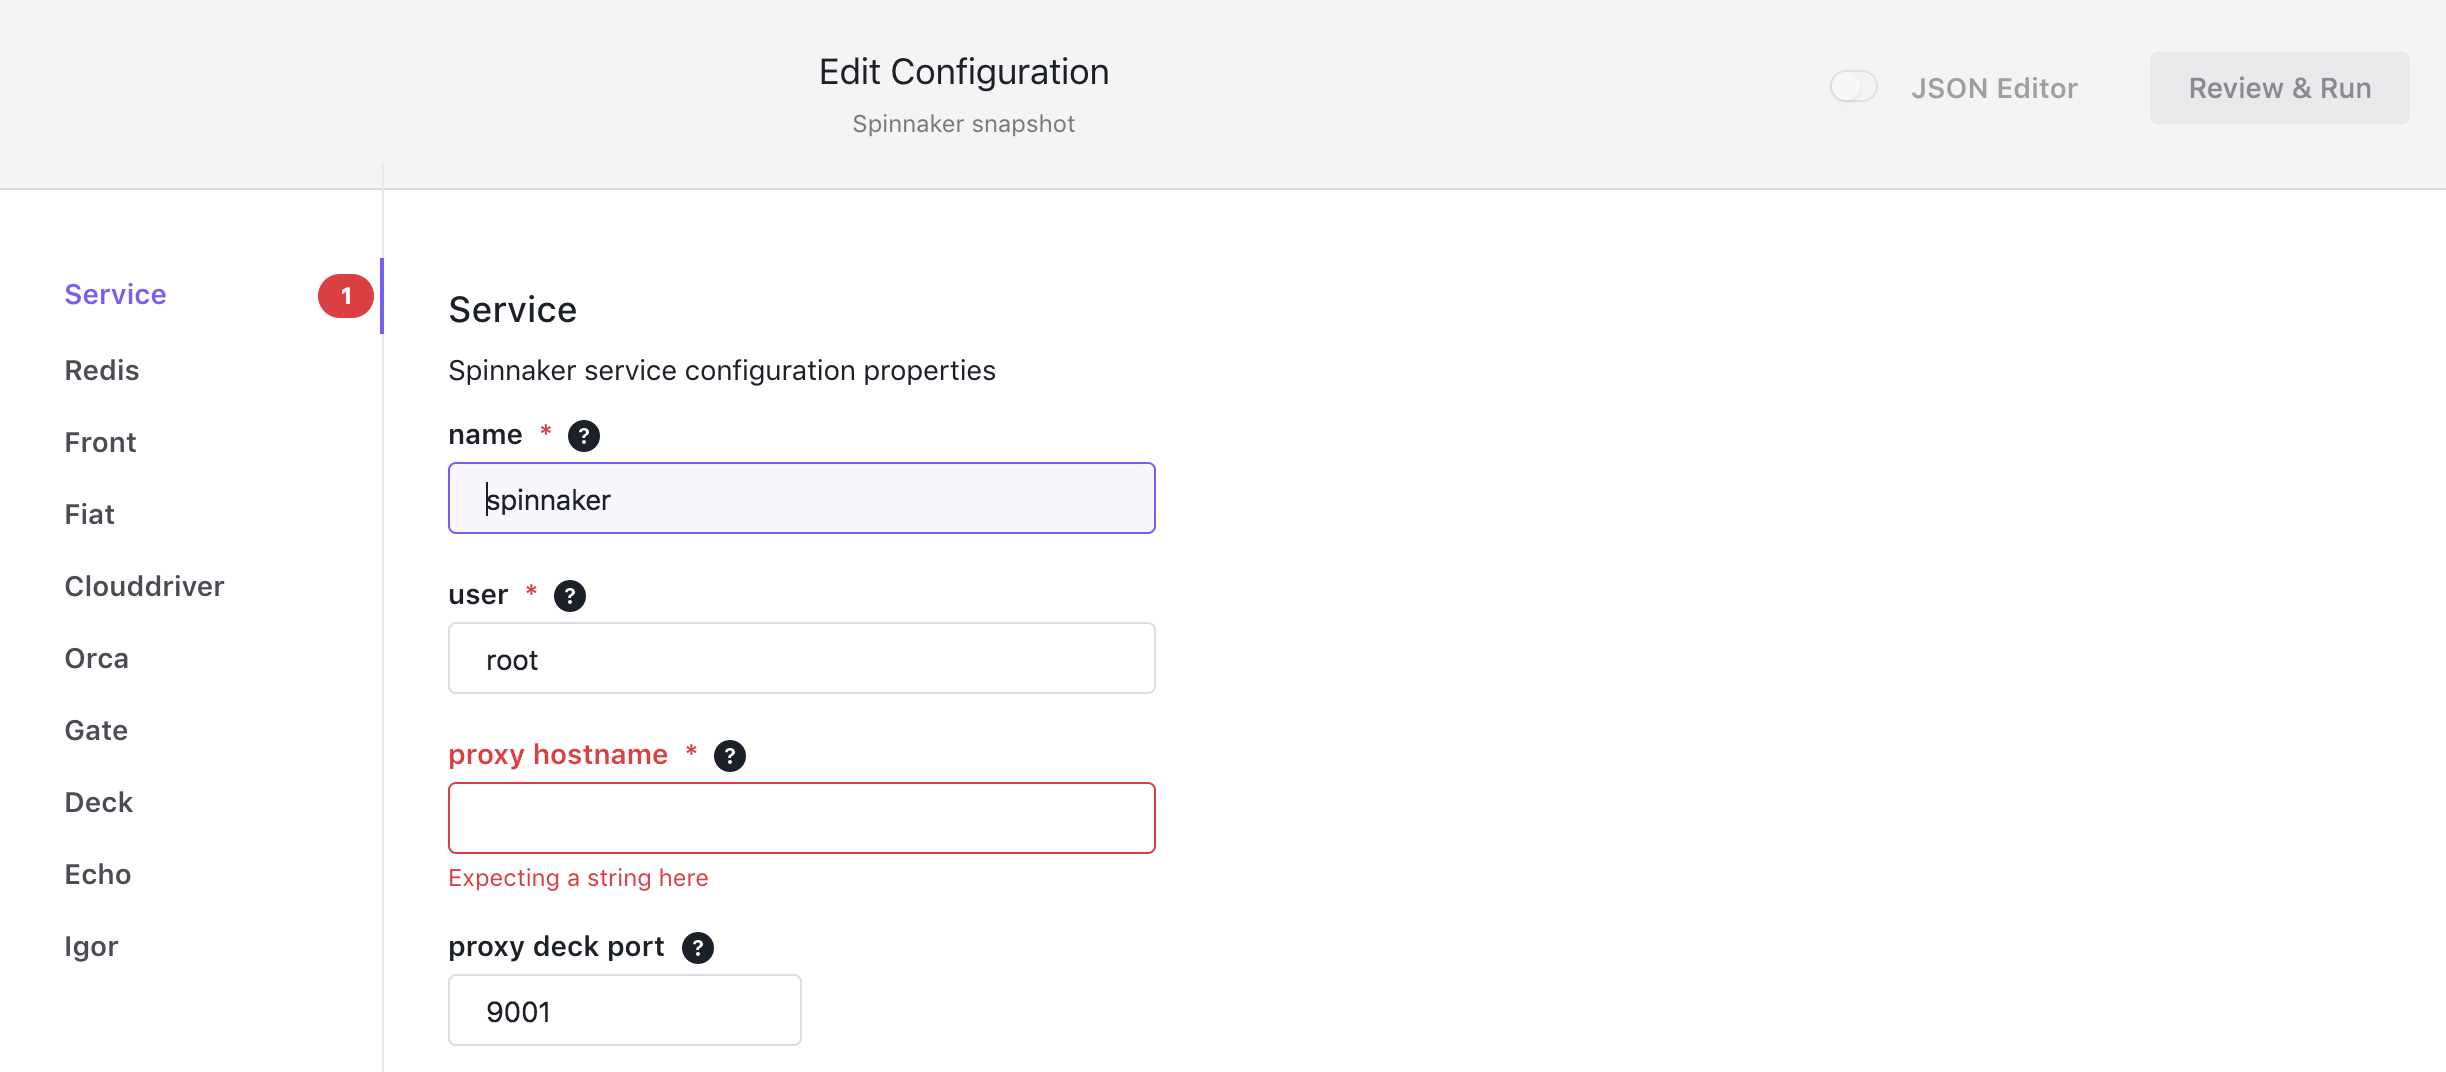 Edit Configuration
Spinnaker snapshot
JSON Editor
Review & Run
Service
1
Redis
Front
Fiat
Clouddriver
Orca
Gate
Deck
Echo
Igor
Service
Spinnaker service configuration properties
name * ?
spinnaker
user * ?
root
proxy hostname * ?
Expecting a string here
proxy deck port ?
9001